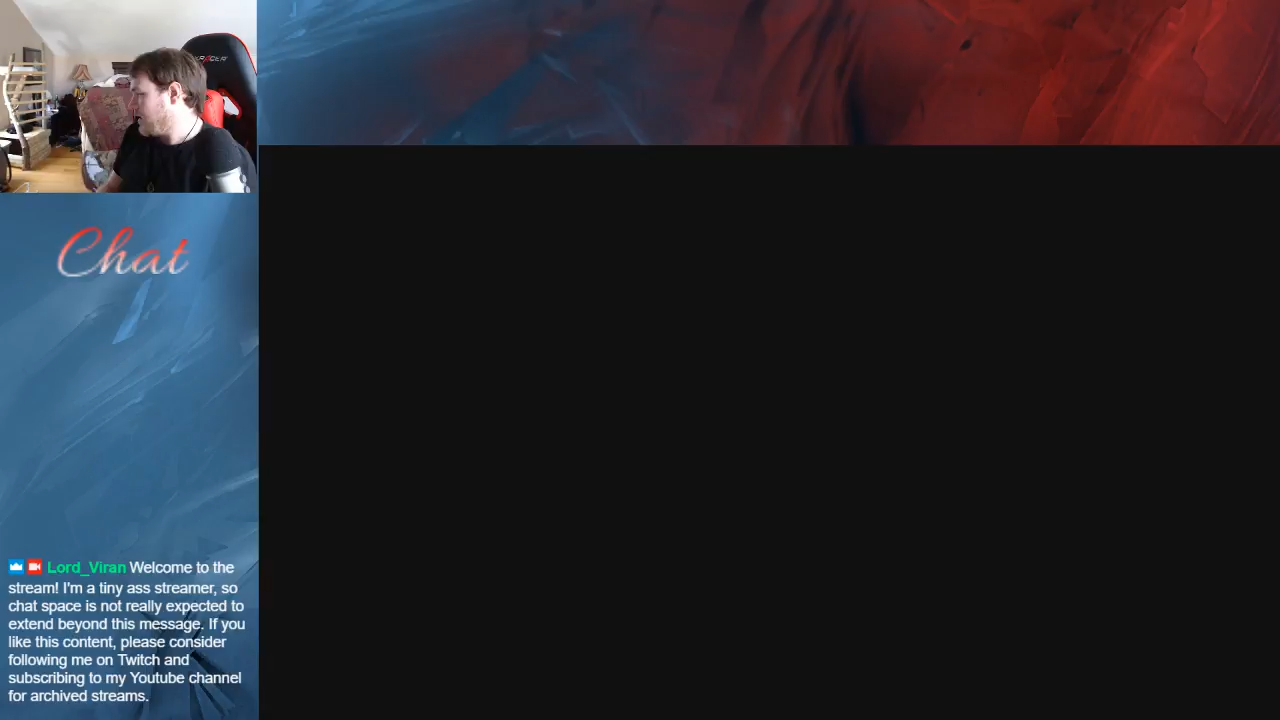 Chat
Lord_Viran Welcome to the
stream! I'm a tiny ass streamer, so
chat space is not really expected to
extend beyond this message. If you
like this content, please consider
following me on Twitch and
subscribing to my Youtube channel
for archived streams.